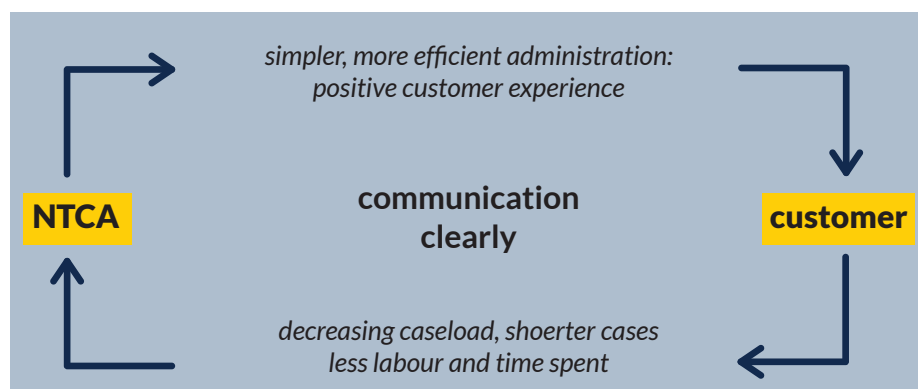 simpler, more efficient administration:
positive customer experience
NTCA
communication
clearly
customer
decreasing caseload, shoerter cases
less labour and time spent